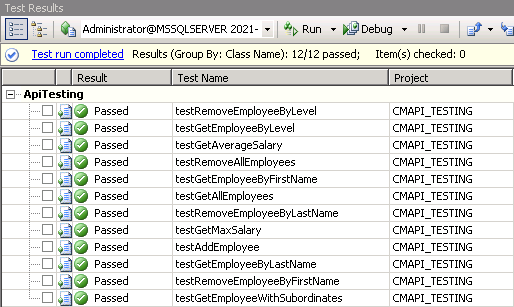 Test Results
Administrator@MSSQLSERVER 2021- Run Debug
Test run completed Results (Group By: Class Name): 12/12 passed; Item(s) checked: 0
Result Test Name Project
ApiTesting
Passed testRemoveEmployeeByLevel CMAPI_TESTING
Passed testGetEmployeeByLevel CMAPI_TESTING
Passed testGetAverageSalary CMAPI_TESTING
Passed testRemoveAllEmployees CMAPI_TESTING
Passed testGetEmployeeByFirstName CMAPI_TESTING
Passed testGetAllEmployees CMAPI_TESTING
Passed testRemoveEmployeeByLastName CMAPI_TESTING
Passed testGetMaxSalary CMAPI_TESTING
Passed testAddEmployee CMAPI_TESTING
Passed testGetEmployeeByLastName CMAPI_TESTING
Passed testRemoveEmployeeByFirstName CMAPI_TESTING
Passed testGetEmployeeWithSubordinates CMAPI_TESTING